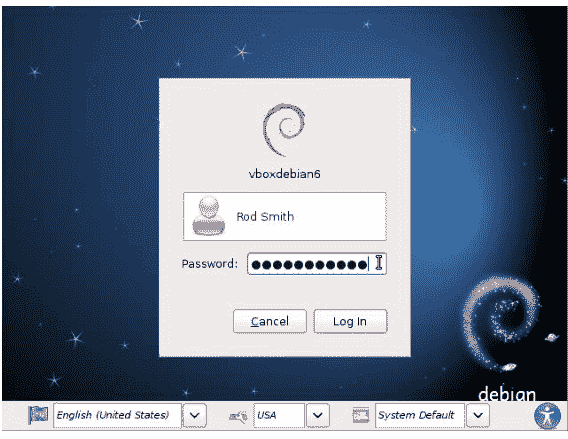 vboxdebian6
Rod Smith
Password: ●●●●●●●●●●●
Cancel Log In
debian
English (United States) USA System Default